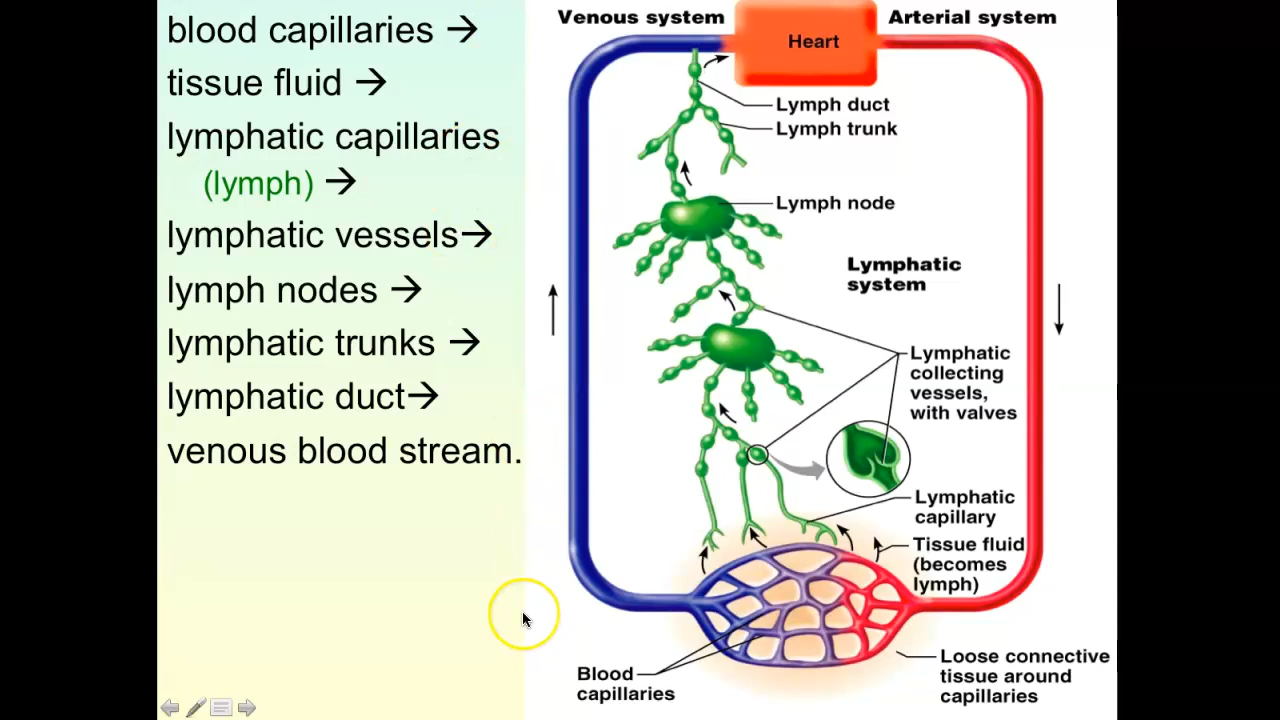 blood capillaries →
tissue fluid →
lymphatic capillaries
(lymph) →
lymphatic vessels→
lymph nodes →
lymphatic trunks →
lymphatic duct→
venous blood stream.
Venous system
Arterial system
Heart
Lymph duct
Lymph trunk
Lymph node
Lymphatic
system
Lymphatic
collecting
vessels,
with valves
Lymphatic
capillary
Tissue fluid
(becomes
lymph)
Blood
capillaries
Loose connective
tissue around
capillaries